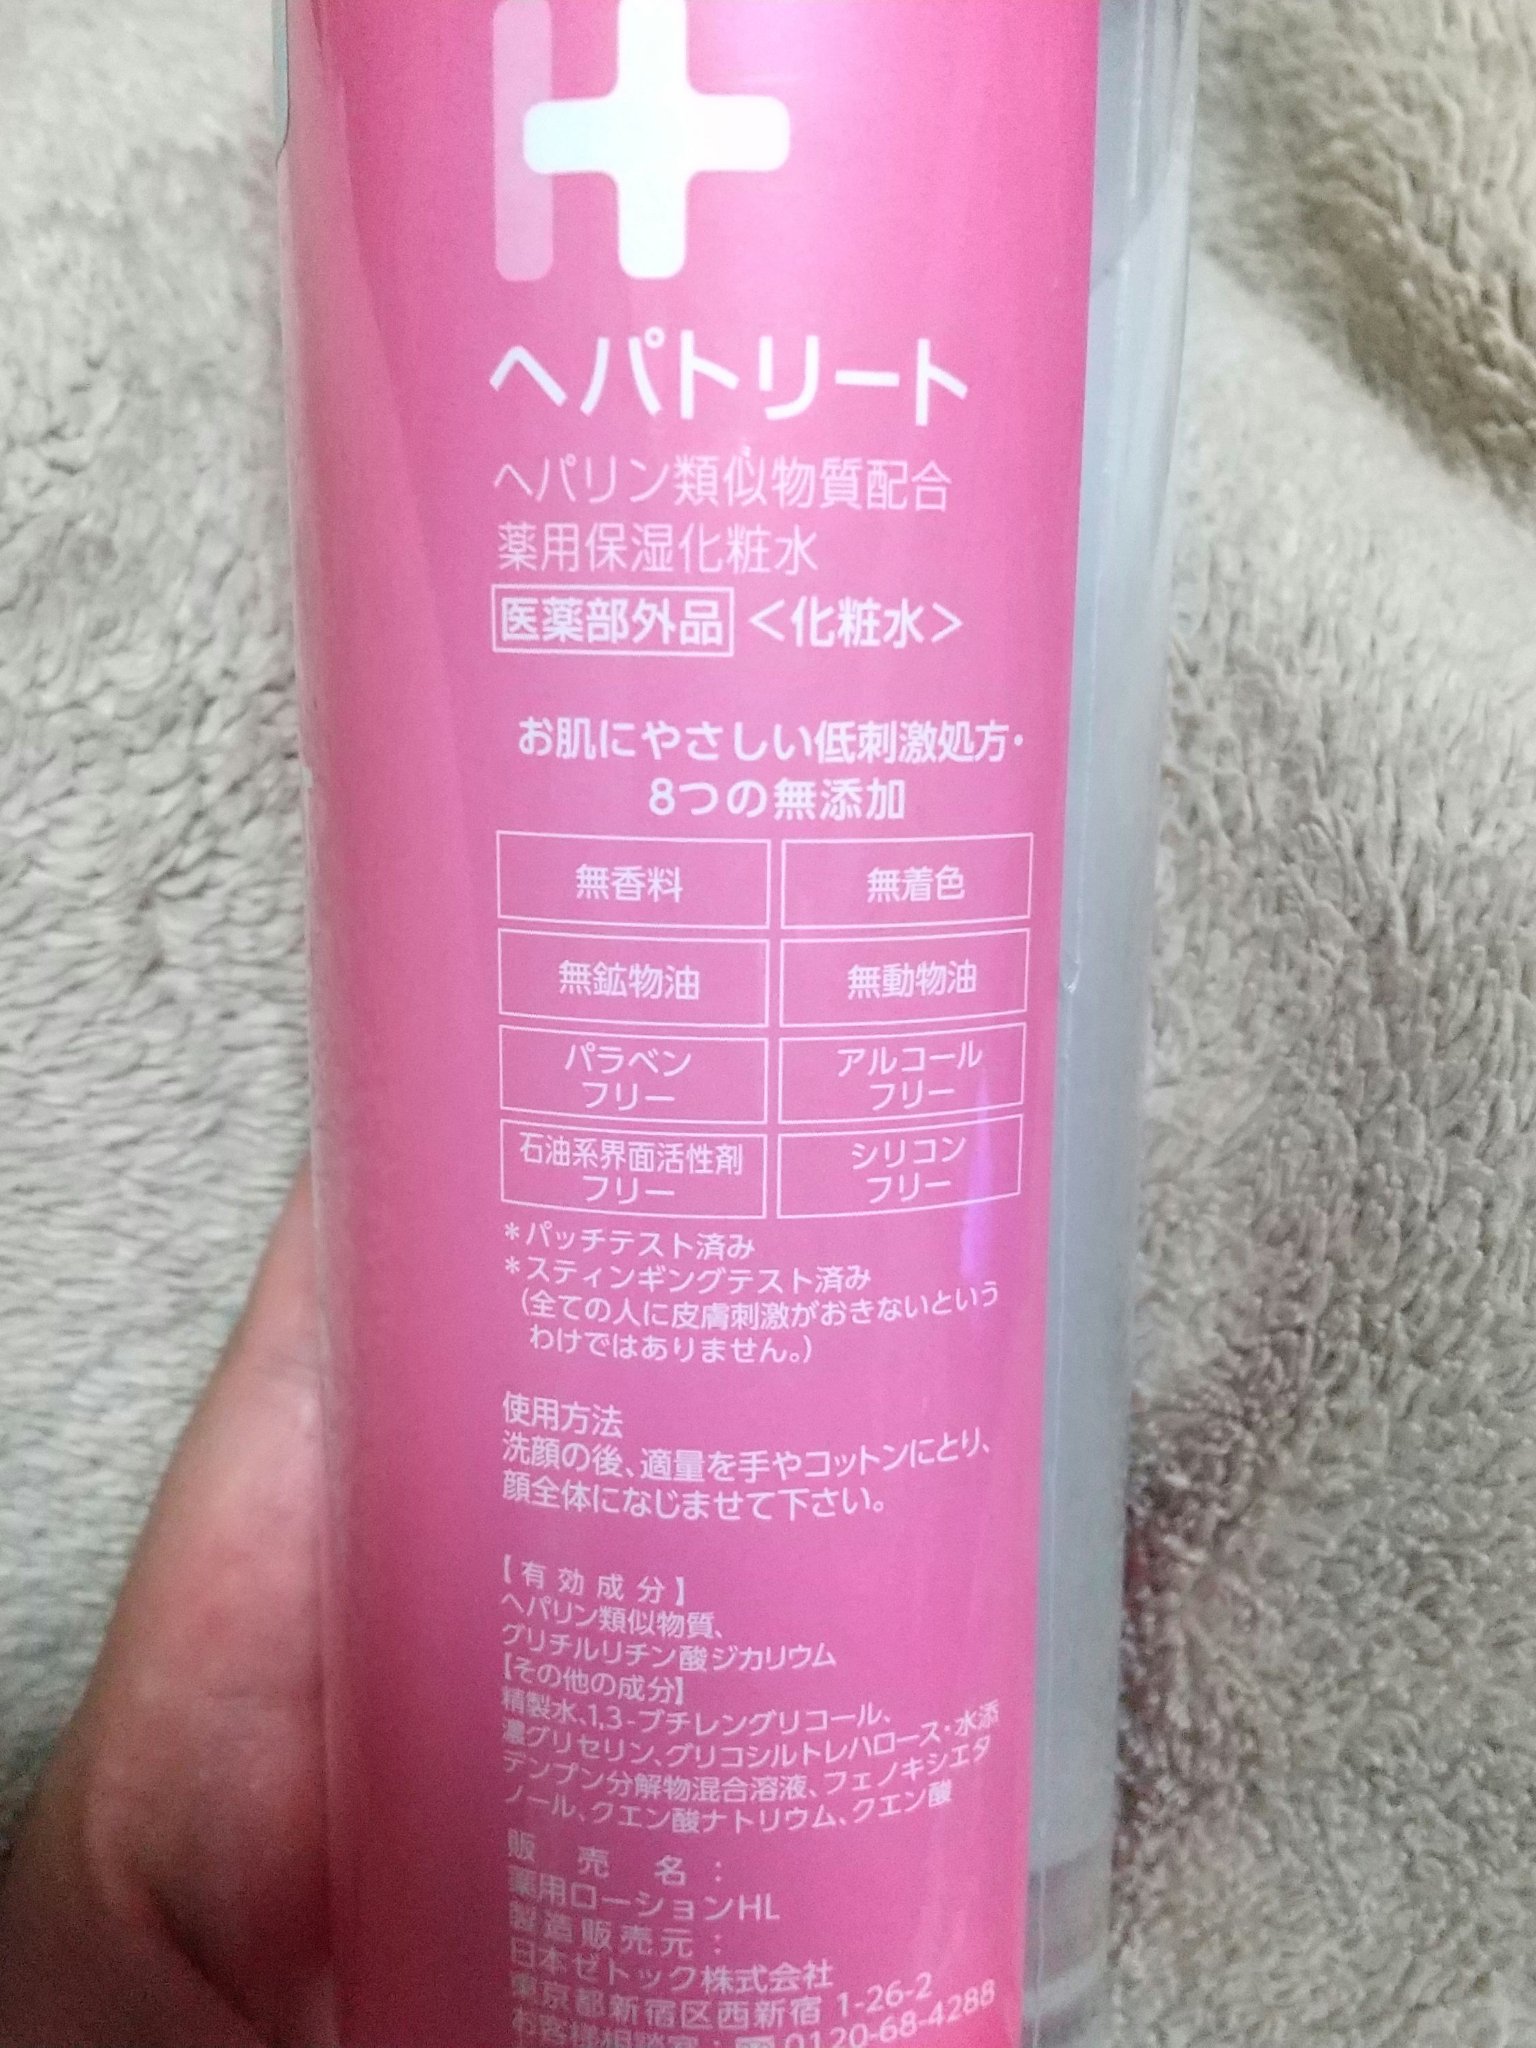 ヘパトリート
ヘパリン類似物質配合
薬用保湿化粧水
医薬部外品 <化粧水>
お肌にやさしい低刺激処方・
8つの無添加
無香料 無着色
無鉱物油 無動物油
パラベン
フリー
アルコール
フリー
石油系界面活性剤
フリー
シリコン
フリー
*パッチテスト済み
*スティンギングテスト済み
(全ての人に皮膚刺激がおきないという
わけではありません。)
使用方法
洗顔の後、適量を手やコットンにとり、
顔全体になじませて下さい。
【有効成分】
ヘパリン類似物質、
グリチルリチン酸ジカリウム
【その他の成分】
精製水、1,3-ブチレングリコール、
濃グリセリン、グリコシルトレハロース・水添
デンプン分解物混合溶液、フェノキシエタ
ノール、クエン酸ナトリウム、クエン酸
販売名:
薬用ローションHL
製造販売元:
日本ゼトック株式会社
東京都新宿区西新宿 1-26-2
お客様相談室: 0120-68-4288